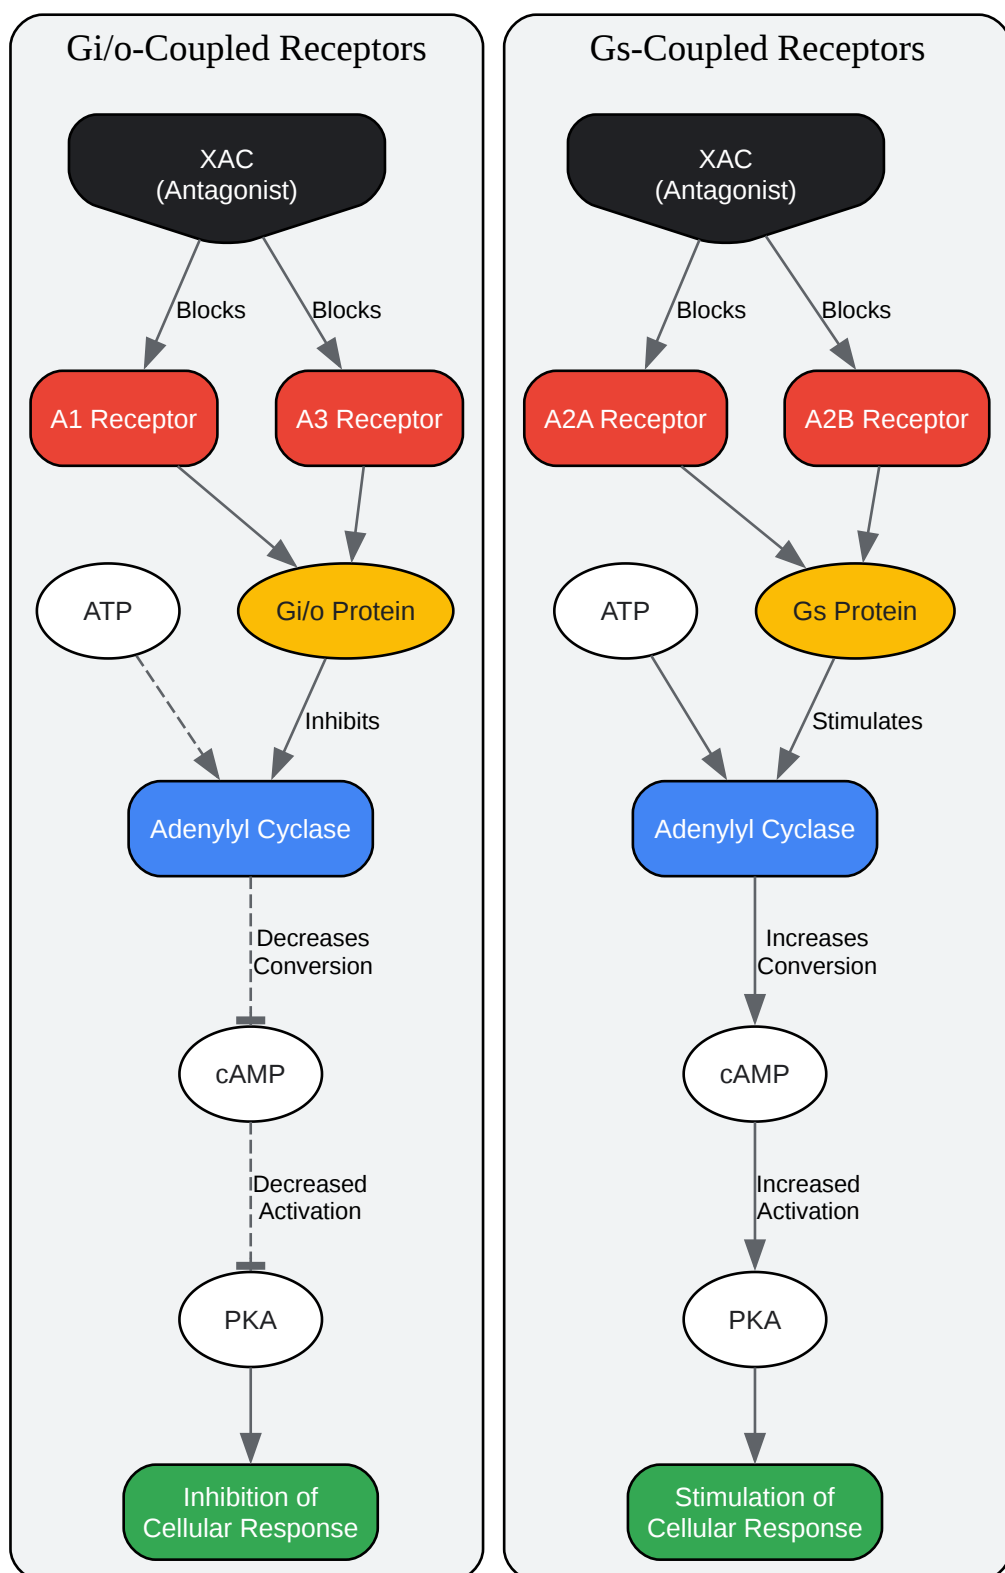 Gi/o-Coupled Receptors
XAC
(Antagonist)
Blocks
Blocks
A1 Receptor
A3 Receptor
ATP
Gi/o Protein
Inhibits
Adenylyl Cyclase
Decreases
Conversion
cAMP
Decreased
Activation
PKA
Inhibition of
Cellular Response
Gs-Coupled Receptors
XAC
(Antagonist)
Blocks
Blocks
A2A Receptor
A2B Receptor
ATP
Gs Protein
Stimulates
Adenylyl Cyclase
Increases
Conversion
cAMP
Increased
Activation
PKA
Stimulation of
Cellular Response